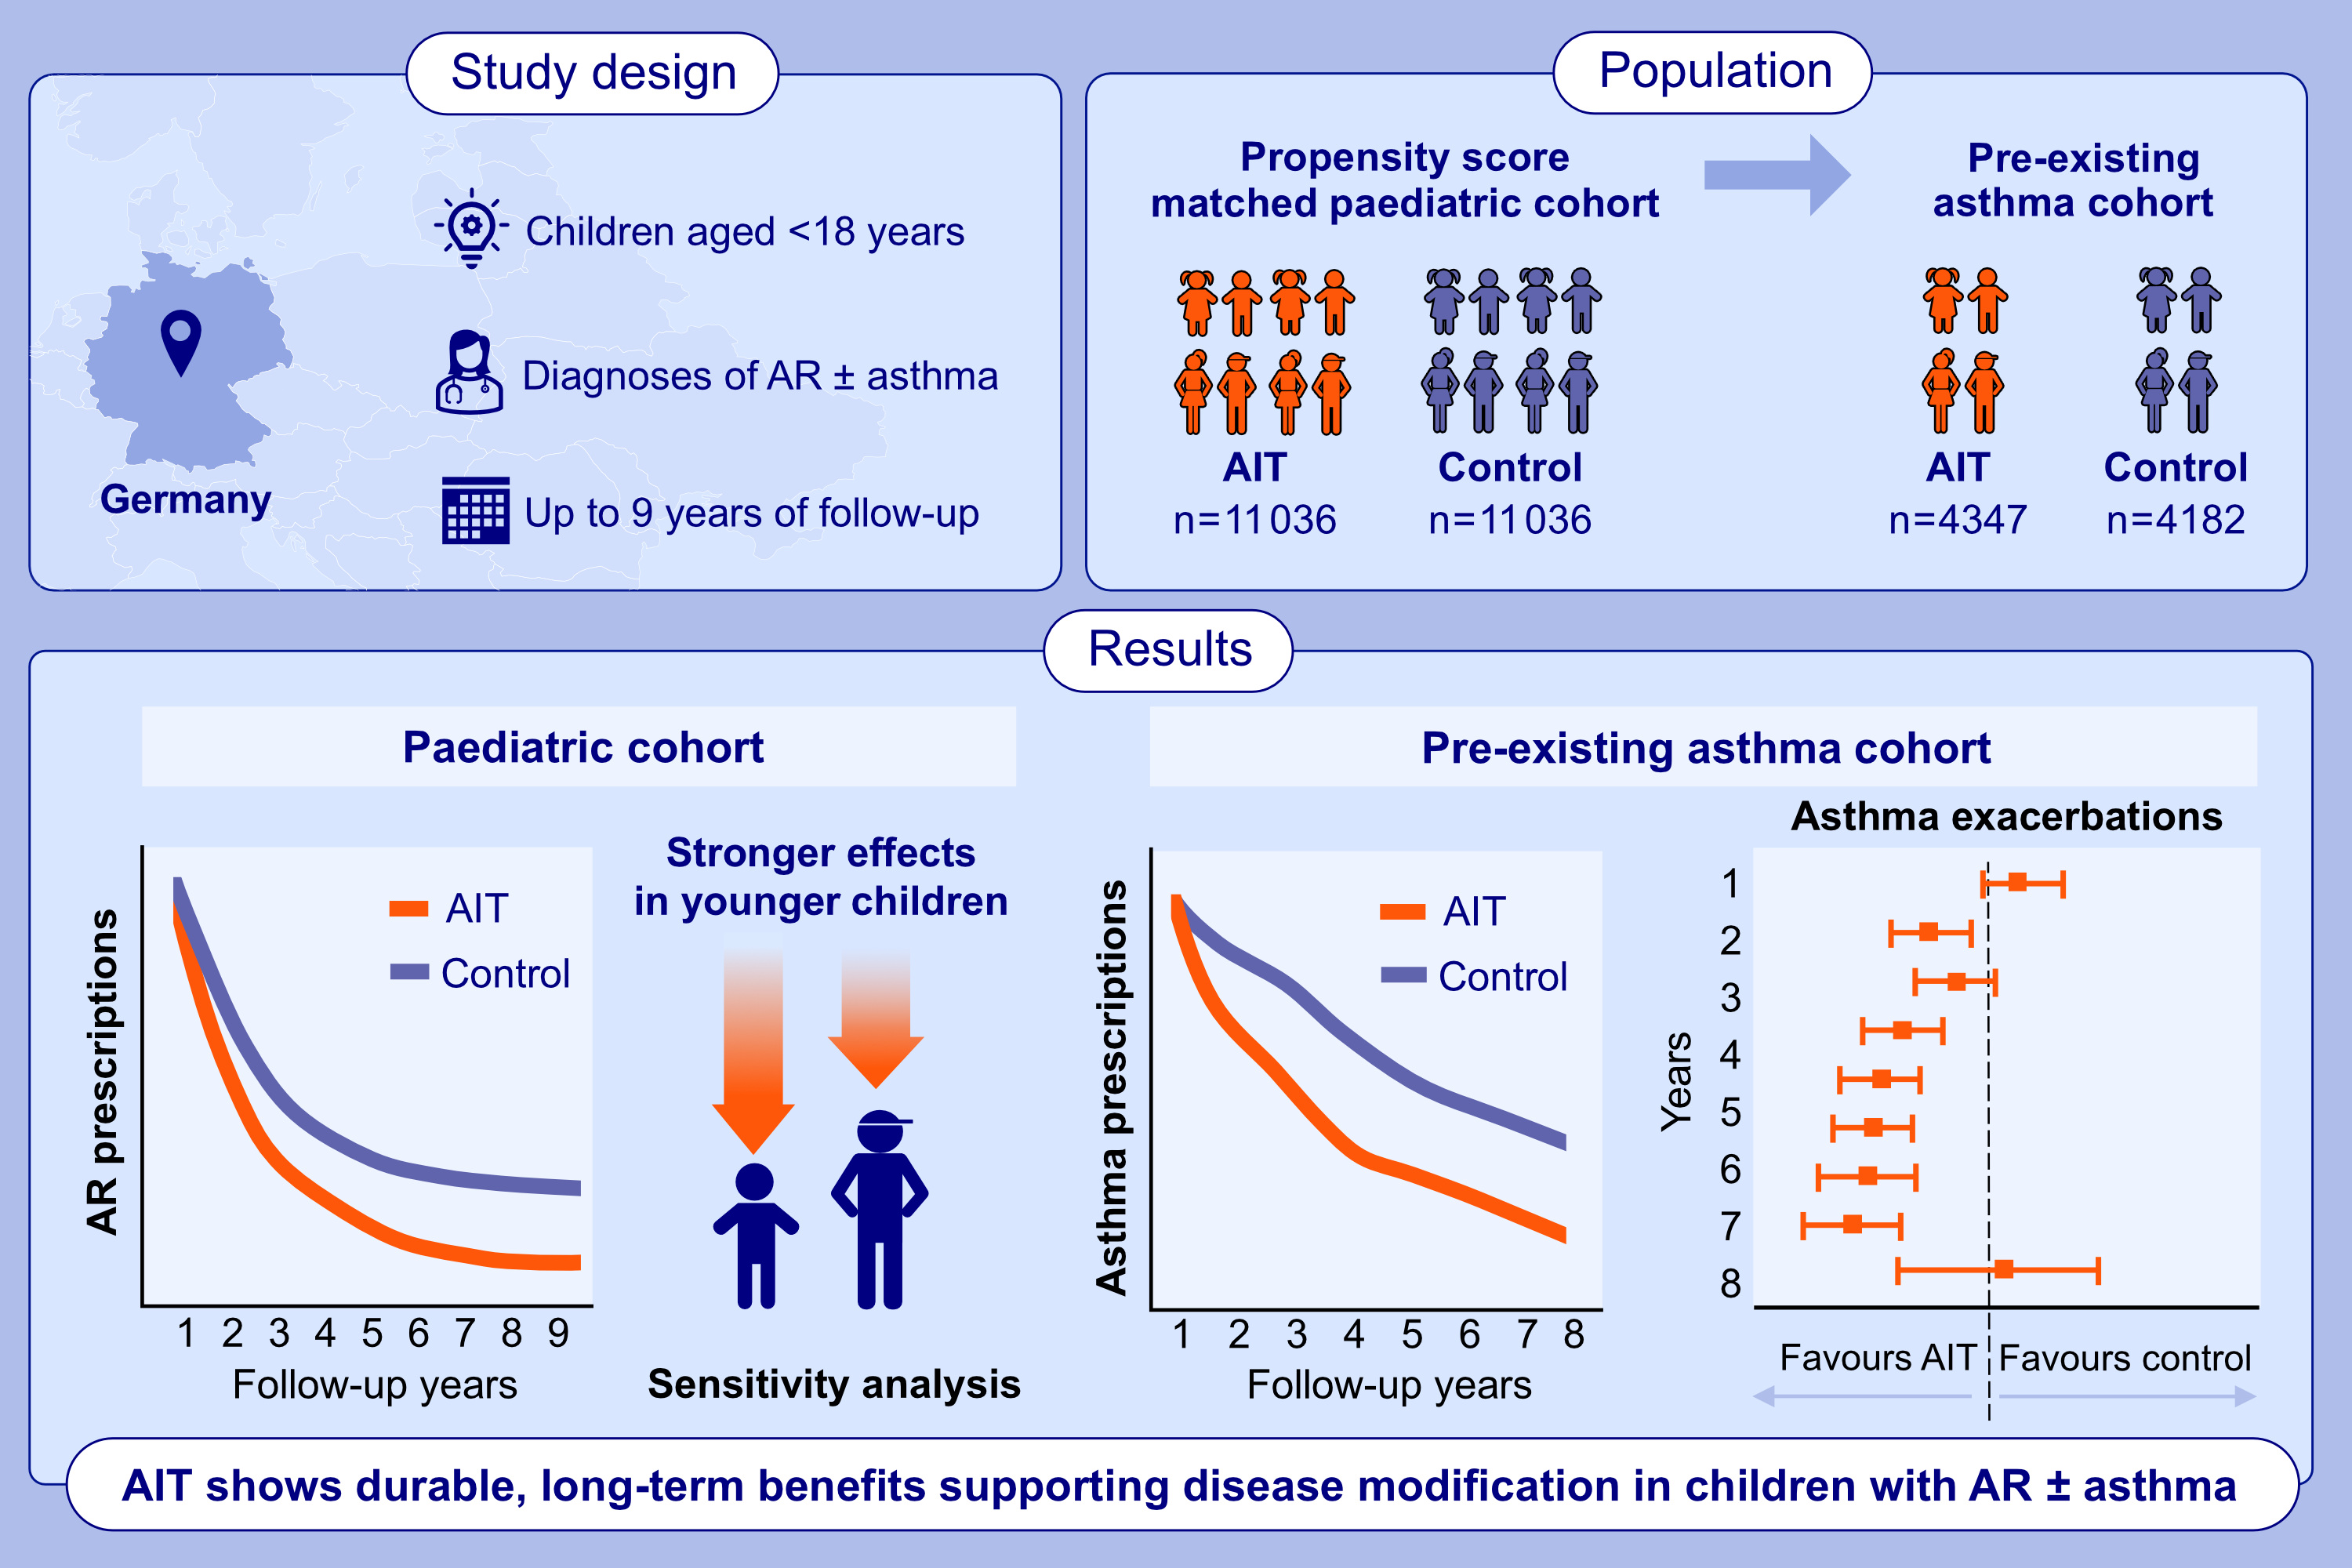 Study design
Children aged <18 years
Diagnoses of AR ± asthma
Up to 9 years of follow-up
Germany
Population
Propensity score
matched paediatric cohort
AIT
n=11 036
Control
n=11 036
Pre-existing
asthma cohort
AIT
n=4347
Control
n=4182
Results
Paediatric cohort
AR prescriptions
AIT
Control
1 2 3 4 5 6 7 8 9
Follow-up years
Stronger effects
in younger children
Sensitivity analysis
Pre-existing asthma cohort
Asthma prescriptions
AIT
Control
1 2 3 4 5 6 7 8
Follow-up years
Asthma exacerbations
Years
1
2
3
4
5
6
7
8
Favours AIT
Favours control
AIT shows durable, long-term benefits supporting disease modification in children with AR ± asthma